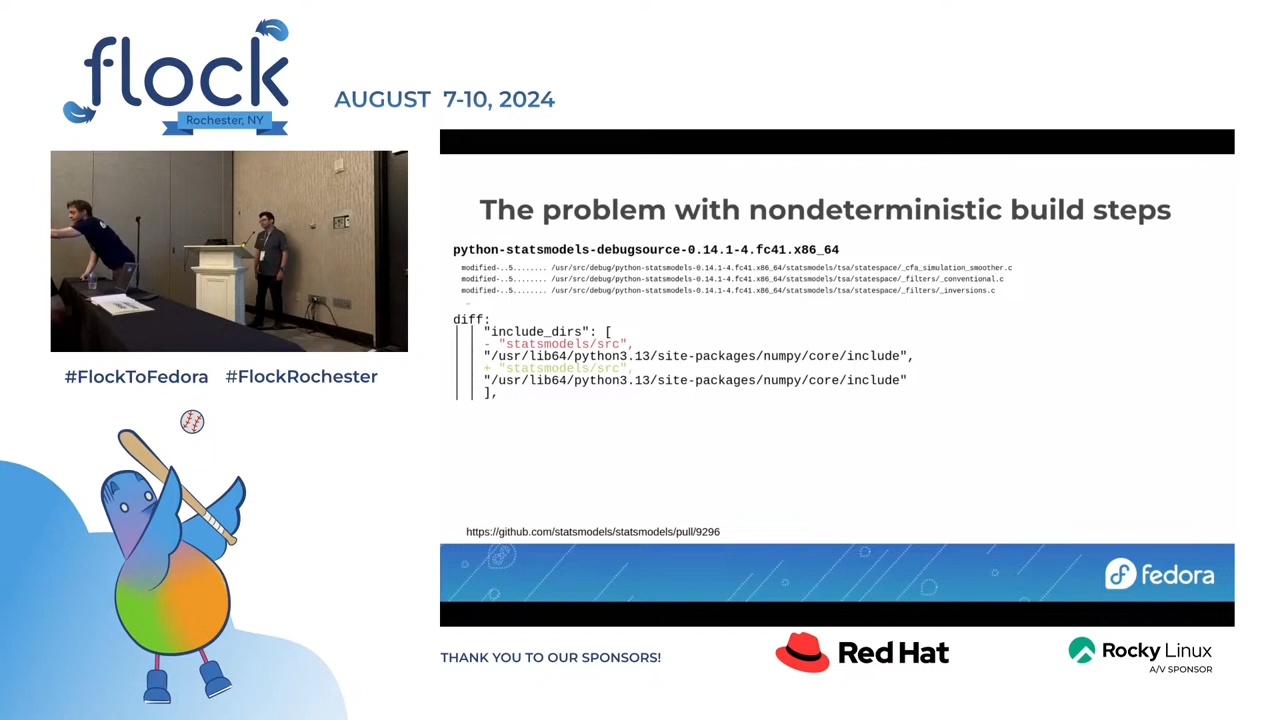 flock
Rochester, NY
AUGUST 7-10, 2024
The problem with nondeterministic build steps
python-statsmodels-debugsource-0.14.1-4.fc41.x86_64
modified-..5........ /usr/src/debug/python-statsmodels-0.14.1-4.fc41.x86_64/statsmodels/tsa/statespace/_cfa_simulation_smoother.c
modified-..5........ /usr/src/debug/python-statsmodels-0.14.1-4.fc41.x86_64/statsmodels/tsa/statespace/_filters/_conventional.c
modified-..5........ /usr/src/debug/python-statsmodels-0.14.1-4.fc41.x86_64/statsmodels/tsa/statespace/_filters/_inversions.c
…
diff:
│ │ "include_dirs": [
│ │ - "statsmodels/src",
│ │ "/usr/lib64/python3.13/site-packages/numpy/core/include",
│ │ + "statsmodels/src",
│ │ "/usr/lib64/python3.13/site-packages/numpy/core/include"
│ │ ],
https://github.com/statsmodels/statsmodels/pull/9296
fedora
#FlockToFedora #FlockRochester
THANK YOU TO OUR SPONSORS!
Red Hat
Rocky Linux
A/V SPONSOR